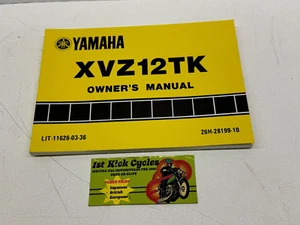 YAMAHA
XVZ12TK
OWNER'S MANUAL
LIT-11626-03-36
26H-28199-10
1st Kick Cycles
Japanese
British
European